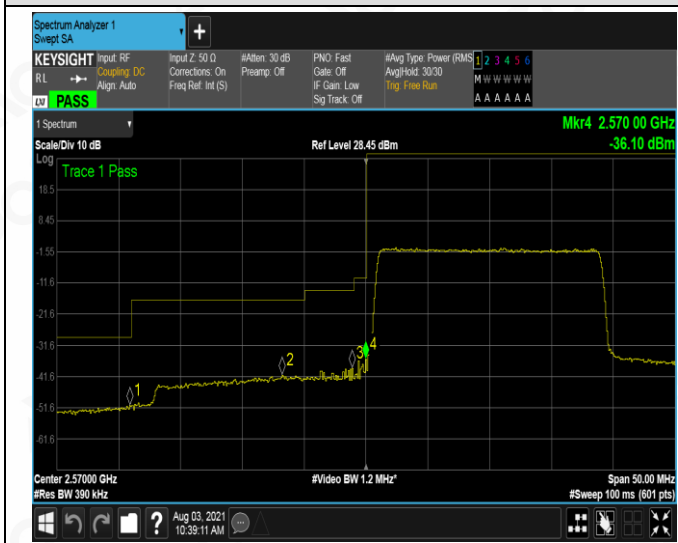 Spectrum Analyzer 1
Swept SA
+
KEYSIGHT Input: RF Input Z: 50 Ω #Atten: 30 dB PNO: Fast #Avg Type: Power (RMS 1 2 3 4 5 6
RL Coupling: DC Corrections: On Preamp: Off Gate: Off Avg|Hold: 30/30 M W W W W W
Align: Auto Freq Ref: Int (S) IF Gain: Low Trig: Free Run
LXI PASS Sig Track: Off A A A A A A
1 Spectrum Mkr4 2.570 00 GHz
Scale/Div 10 dB Ref Level 28.45 dBm -36.10 dBm
Log
Trace 1 Pass
18.5
8.45
-1.55
-11.6
-21.6
-31.6
-41.6
-51.6
-61.6
1
2
3
4
Center 2.57000 GHz #Video BW 1.2 MHz* Span 50.00 MHz
#Res BW 390 kHz #Sweep 100 ms (601 pts)
? Aug 03, 2021
10:39:11 AM